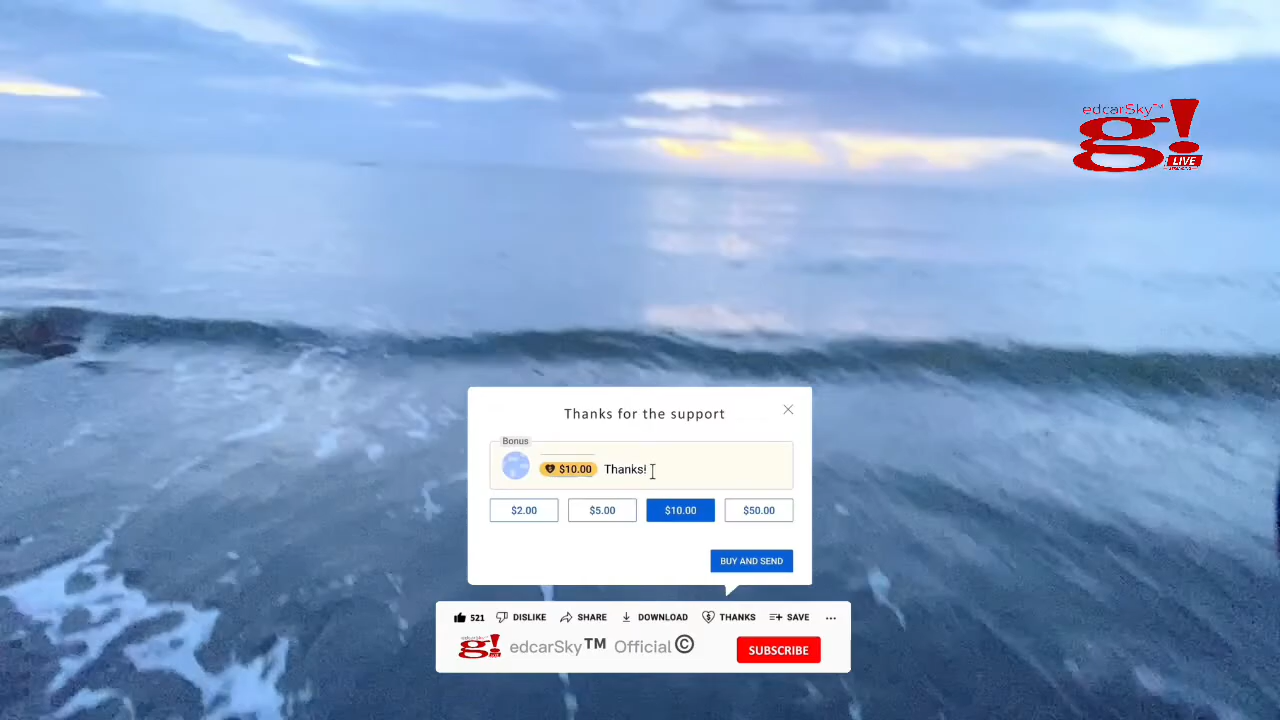 edcarSky™
g!
LIVE
Thanks for the support
Bonus
$10.00 Thanks!
$2.00 $5.00 $10.00 $50.00
BUY AND SEND
521 DISLIKE SHARE DOWNLOAD THANKS SAVE ...
g! edcarSky™ Official © SUBSCRIBE